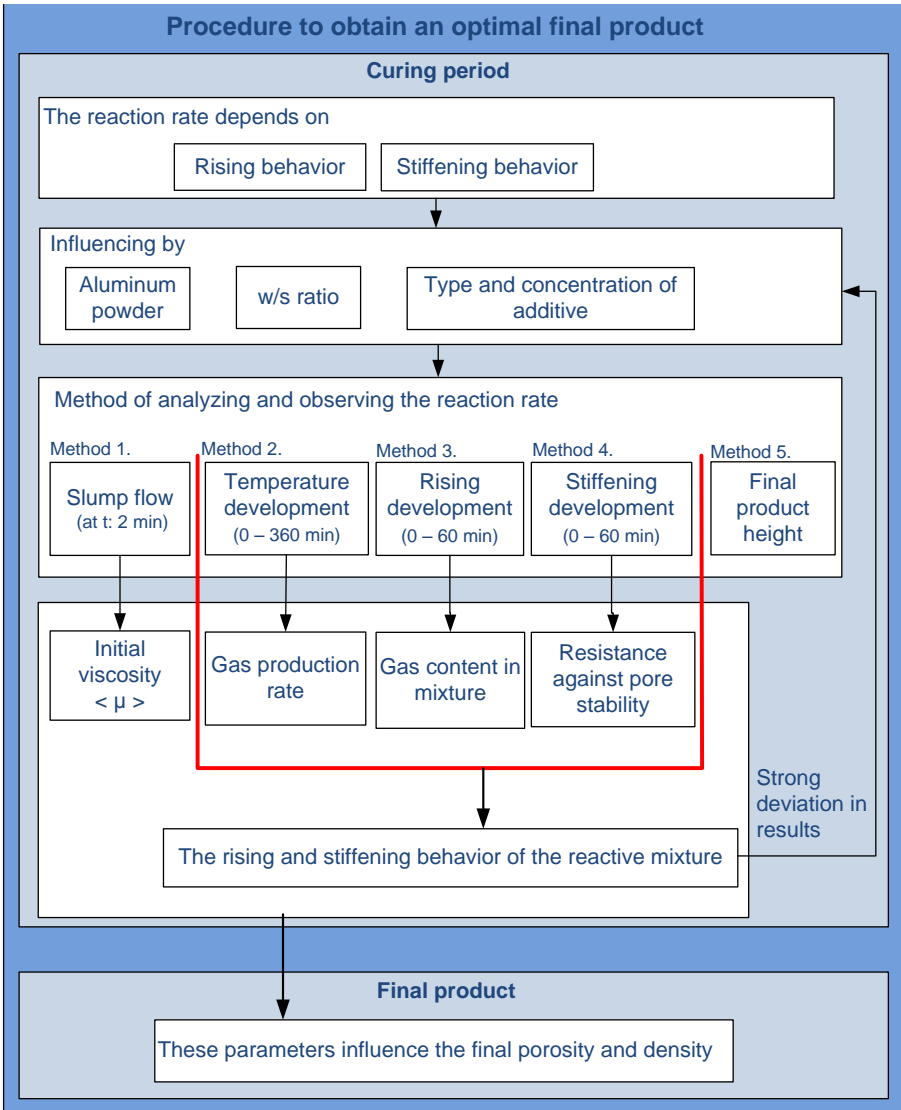 Procedure to obtain an optimal final product
Curing period
The reaction rate depends on
Rising behavior
Stiffening behavior
Influencing by
Aluminum
powder
w/s ratio
Type and concentration of
additive
Method of analyzing and observing the reaction rate
Method 1.
Slump flow
(at t: 2 min)
Method 2.
Temperature
development
(0 – 360 min)
Method 3.
Rising
development
(0 – 60 min)
Method 4.
Stiffening
development
(0 – 60 min)
Method 5.
Final
product
height
Initial
viscosity
< µ >
Gas production
rate
Gas content in
mixture
Resistance
against pore
stability
Strong
deviation in
results
The rising and stiffening behavior of the reactive mixture
Final product
These parameters influence the final porosity and density